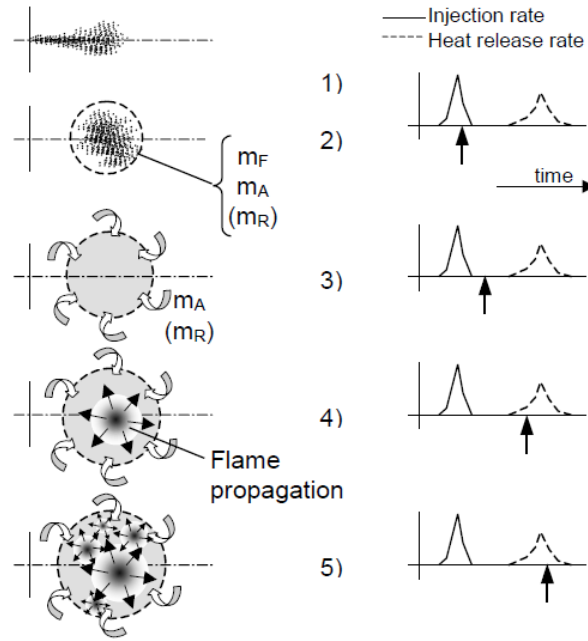 Injection rate
Heat release rate
1)
2)
m_F
m_A
(m_R)
time
3)
m_A
(m_R)
4)
Flame
propagation
5)